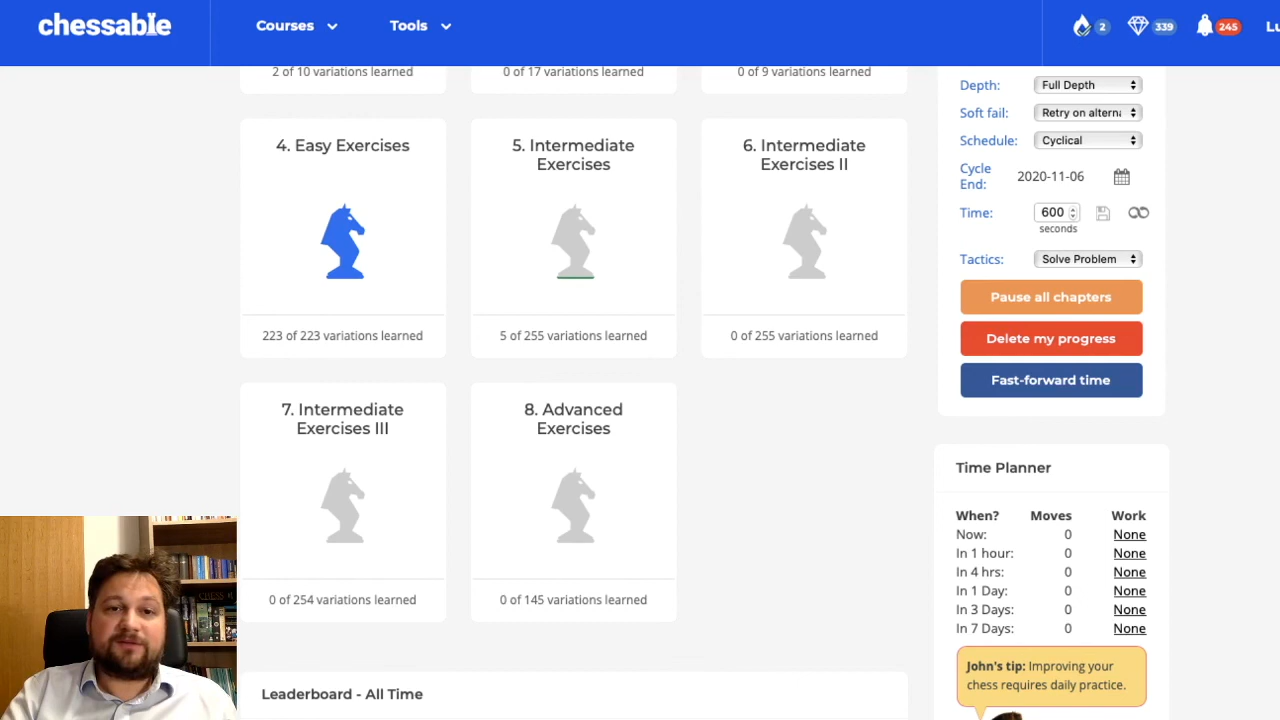 chessable
Courses
Tools
2
339
245
Lu
2 of 10 variations learned
0 of 17 variations learned
0 of 9 variations learned
4. Easy Exercises
223 of 223 variations learned
5. Intermediate
Exercises
5 of 255 variations learned
6. Intermediate
Exercises II
0 of 255 variations learned
7. Intermediate
Exercises III
0 of 254 variations learned
8. Advanced
Exercises
0 of 145 variations learned
Leaderboard - All Time
Depth: Full Depth
Soft fail: Retry on altern
Schedule: Cyclical
Cycle
End: 2020-11-06
Time: 600
seconds
Tactics: Solve Problem
Pause all chapters
Delete my progress
Fast-forward time
Time Planner
When? Moves Work
Now: 0 None
In 1 hour: 0 None
In 4 hrs: 0 None
In 1 Day: 0 None
In 3 Days: 0 None
In 7 Days: 0 None
John's tip: Improving your
chess requires daily practice.
CHESS